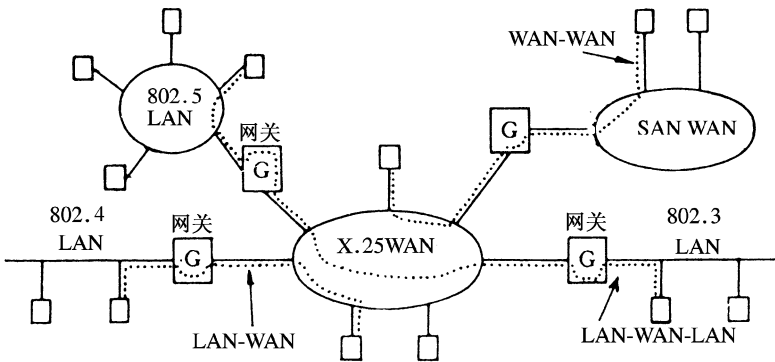 WAN-WAN
802.5
LAN
网关
G
G
SAN WAN
802.4
LAN
网关
G
X.25WAN
网关
G
802.3
LAN
LAN-WAN
LAN-WAN-LAN